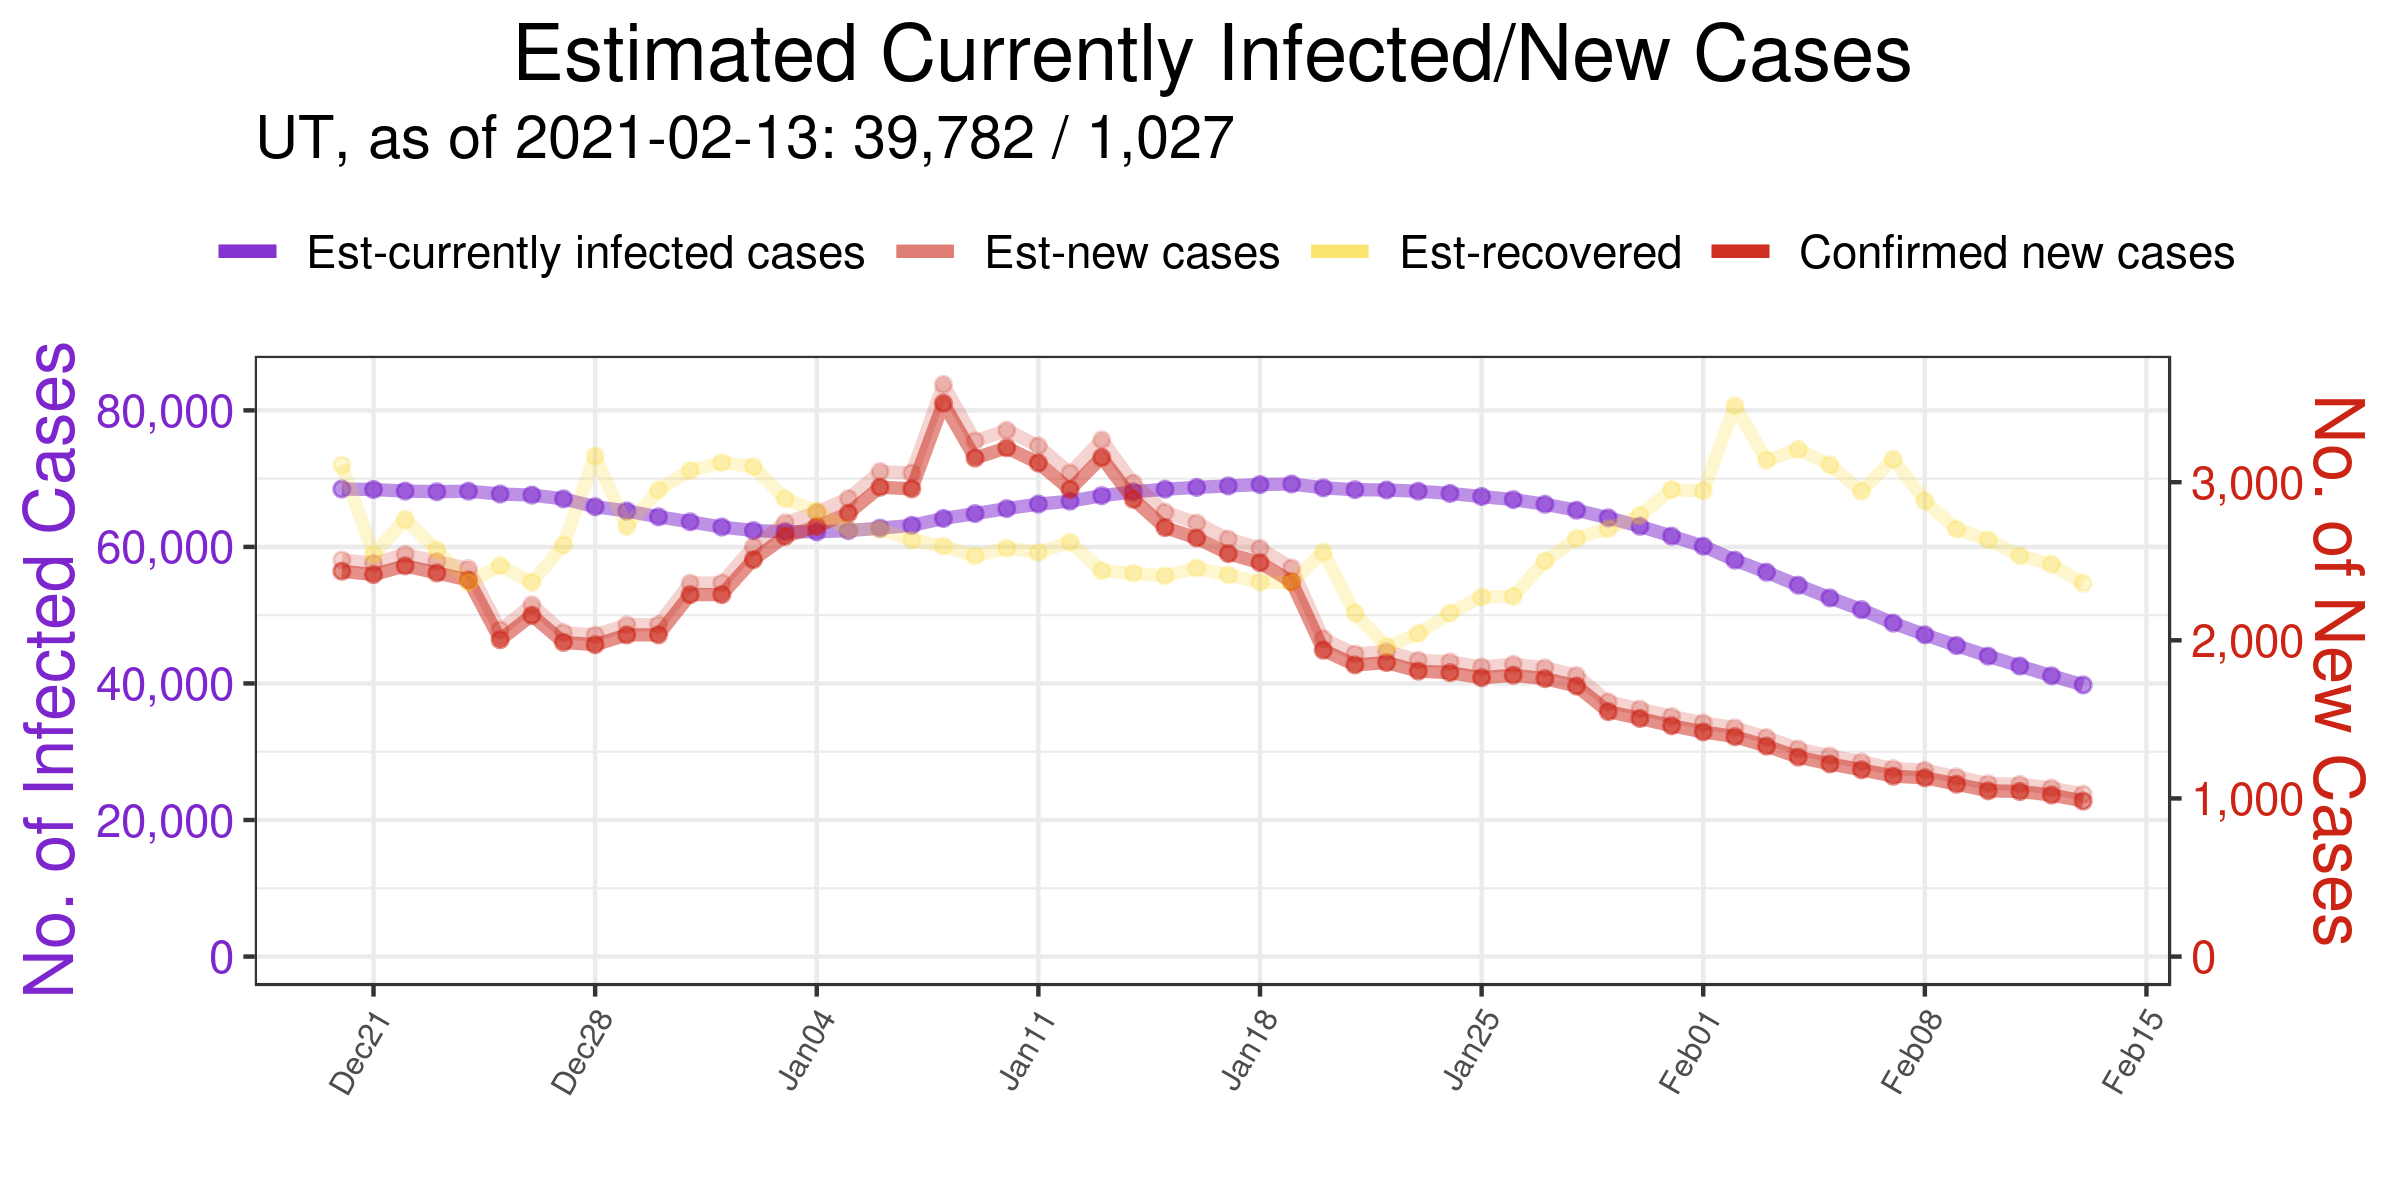 Estimated Currently Infected/New Cases
UT, as of 2021-02-13: 39,782 / 1,027
Est-currently infected cases Est-new cases Est-recovered Confirmed new cases
No. of Infected Cases
80,000
60,000
40,000
20,000
0
3,000
2,000
1,000
0
No. of New Cases
Dec21 Dec28 Jan04 Jan11 Jan18 Jan25 Feb01 Feb08 Feb15